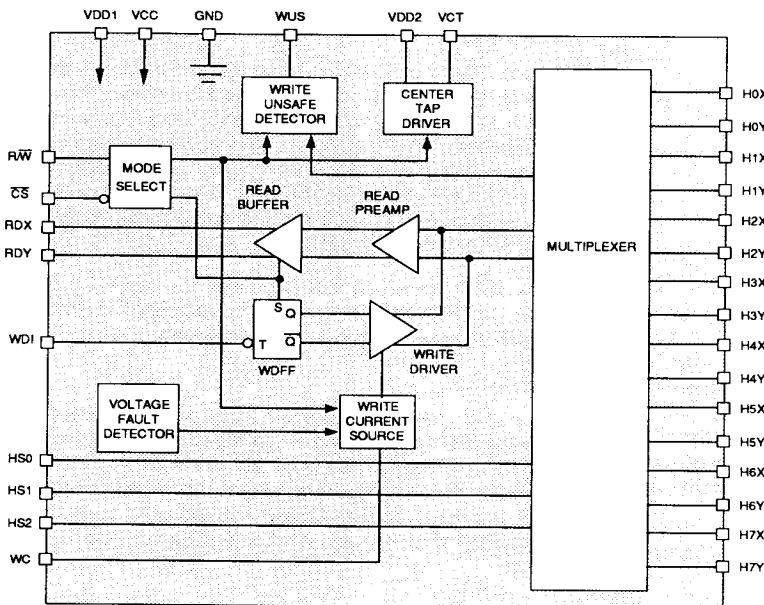 VDD1 VCC GND WUS VDD2 VCT
WRITE
UNSAFE
DETECTOR
CENTER
TAP
DRIVER
H0X
H0Y
H1X
H1Y
H2X
H2Y
H3X
H3Y
H4X
H4Y
H5X
H5Y
H6X
H6Y
H7X
H7Y
R/W̅
C̅S̅
RDX
RDY
WDI
HS0
HS1
HS2
WC
MODE
SELECT
READ
BUFFER
READ
PREAMP
MULTIPLEXER
S Q
T Q̅
WDFF
WRITE
DRIVER
VOLTAGE
FAULT
DETECTOR
WRITE
CURRENT
SOURCE